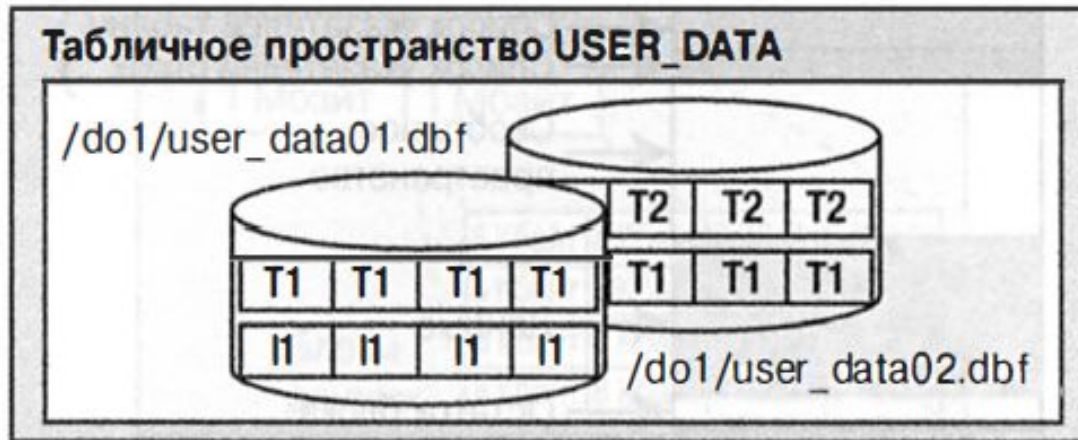 Табличное пространство USER_DATA
/do1/user_data01.dbf
T2 T2 T2
T1 T1 T1 T1
T1 T1 T1
I1 I1 I1 I1
/do1/user_data02.dbf